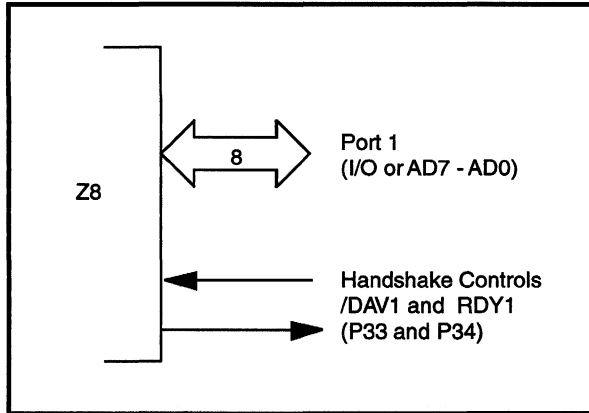 Z8
8
Port 1
(I/O or AD7 - AD0)
Handshake Controls
/DAV1 and RDY1
(P33 and P34)